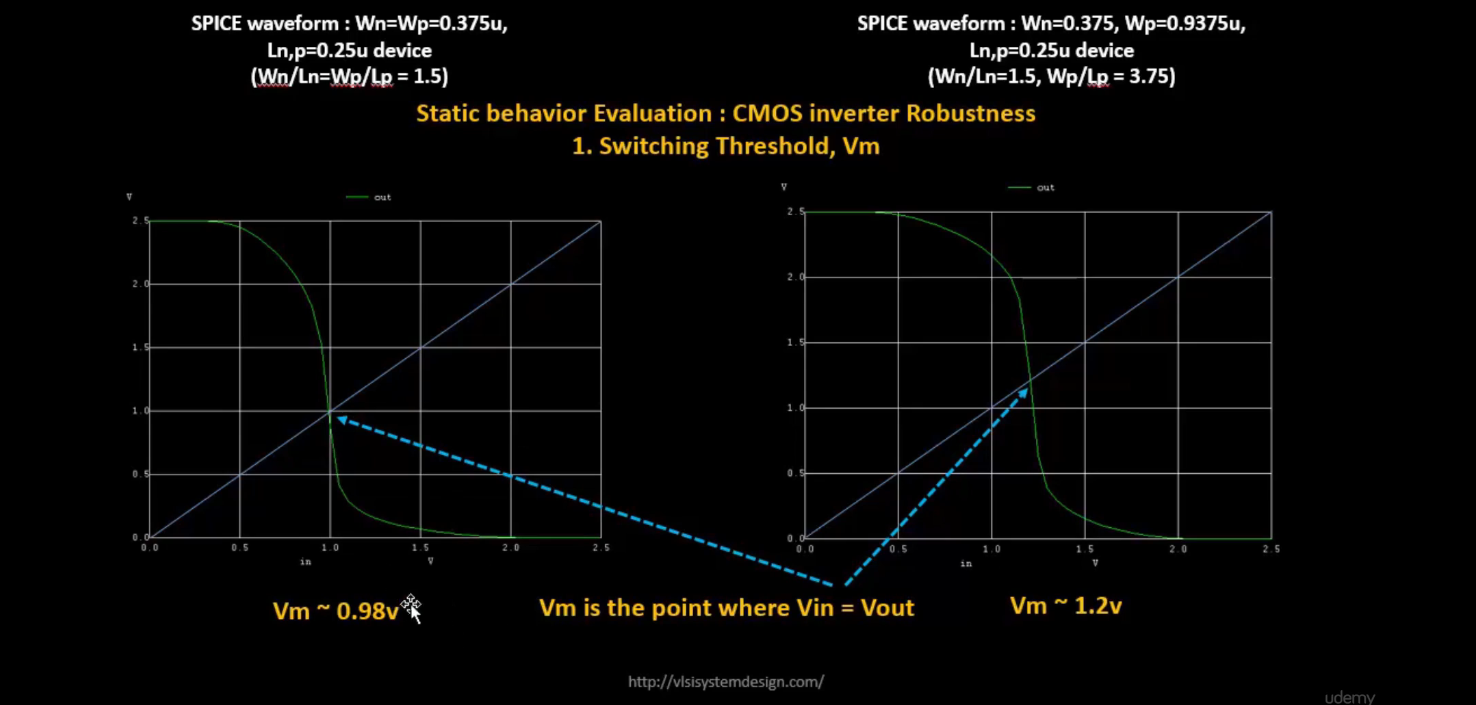 SPICE waveform : Wn=Wp=0.375u,
Ln,p=0.25u device
(Wn/Ln=Wp/Lp = 1.5)
SPICE waveform : Wn=0.375, Wp=0.9375u,
Ln,p=0.25u device
(Wn/Ln=1.5, Wp/Lp = 3.75)
Static behavior Evaluation : CMOS inverter Robustness
1. Switching Threshold, Vm
V
out
2.5
2.0
1.5
1.0
0.5
0.0
0.0 0.5 1.0 1.5 2.0 2.5
in V
V
out
2.5
2.0
1.5
1.0
0.5
0.0
0.0 0.5 1.0 1.5 2.0 2.5
in V
Vm ~ 0.98v
Vm is the point where Vin = Vout
Vm ~ 1.2v
http://vlsisystemdesign.com/
udemy